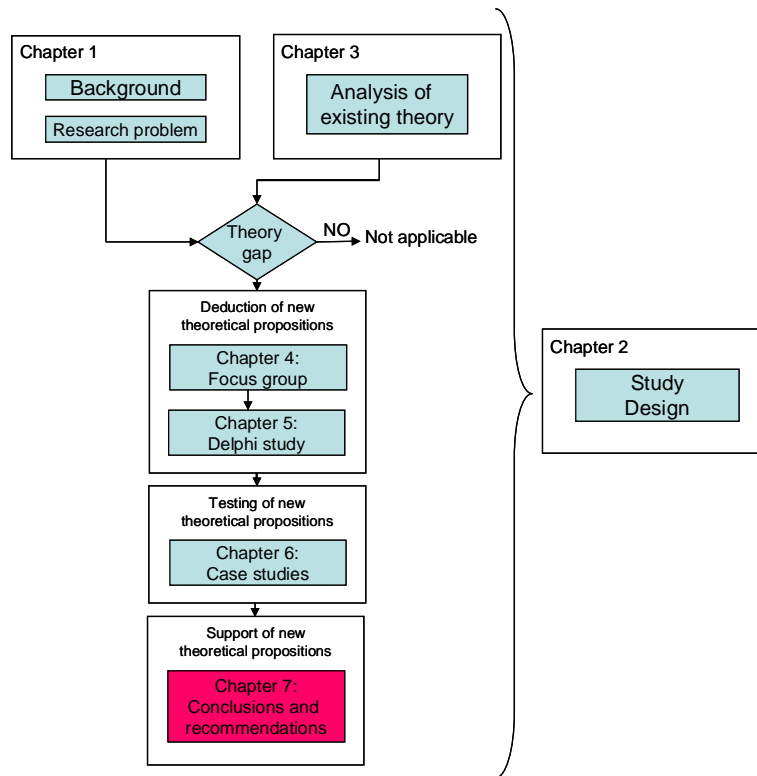 Chapter 1
Background
Research problem
Chapter 3
Analysis of
existing theory
Theory
gap
NO
Not applicable
Deduction of new
theoretical propositions
Chapter 4:
Focus group
Chapter 5:
Delphi study
Testing of new
theoretical propositions
Chapter 6:
Case studies
Support of new
theoretical propositions
Chapter 7:
Conclusions and
recommendations
Chapter 2
Study
Design